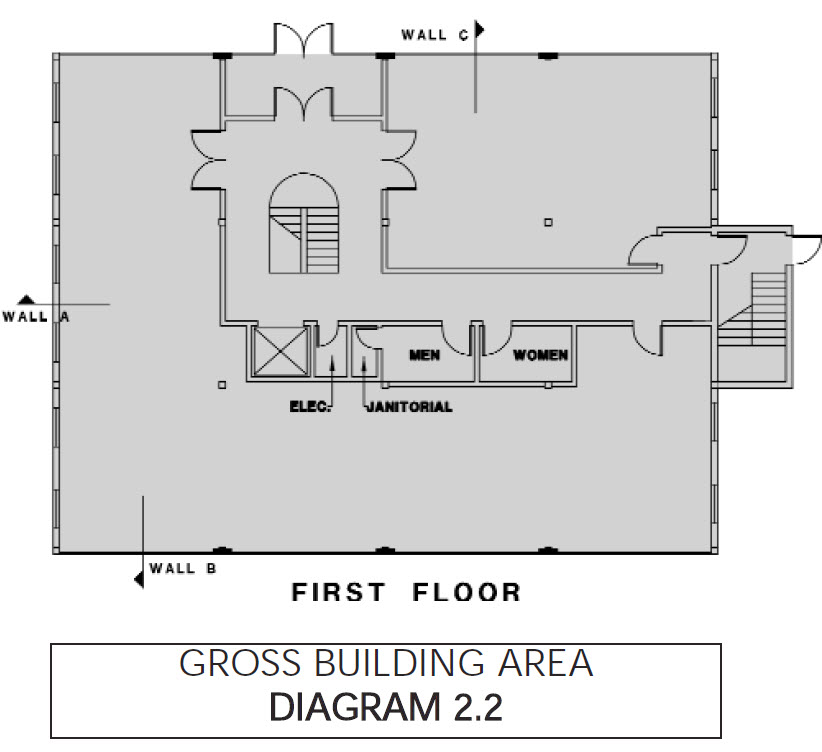 WALL C
WALL A
MEN
WOMEN
ELEC.
JANITORIAL
WALL B
FIRST FLOOR
GROSS BUILDING AREA
DIAGRAM 2.2